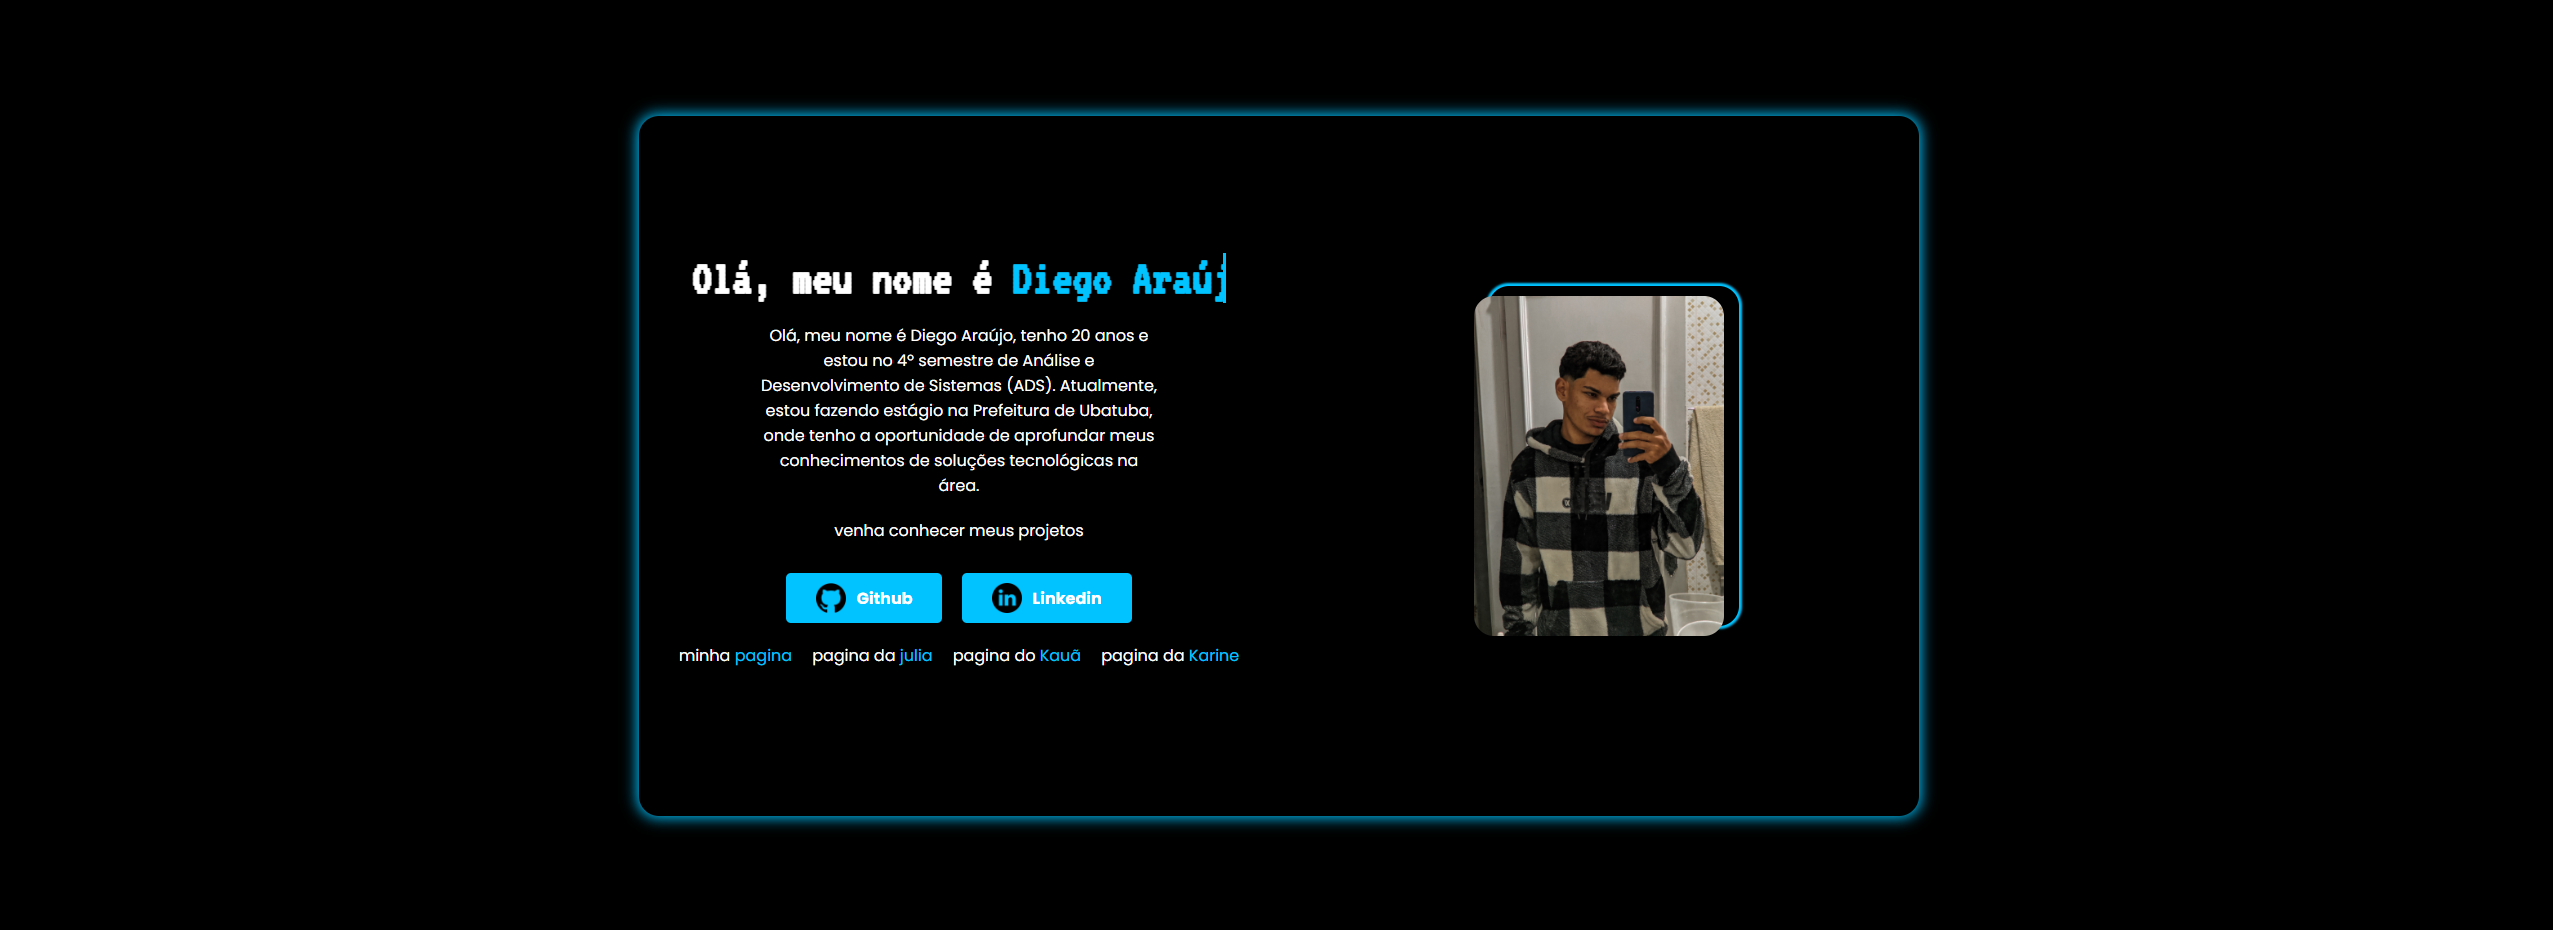 Olá, meu nome é Diego Araúj
Olá, meu nome é Diego Araújo, tenho 20 anos e
estou no 4º semestre de Análise e
Desenvolvimento de Sistemas (ADS). Atualmente,
estou fazendo estágio na Prefeitura de Ubatuba,
onde tenho a oportunidade de aprofundar meus
conhecimentos de soluções tecnológicas na
área.
venha conhecer meus projetos
Github
in Linkedin
minha pagina pagina da julia pagina do Kauã pagina da Karine